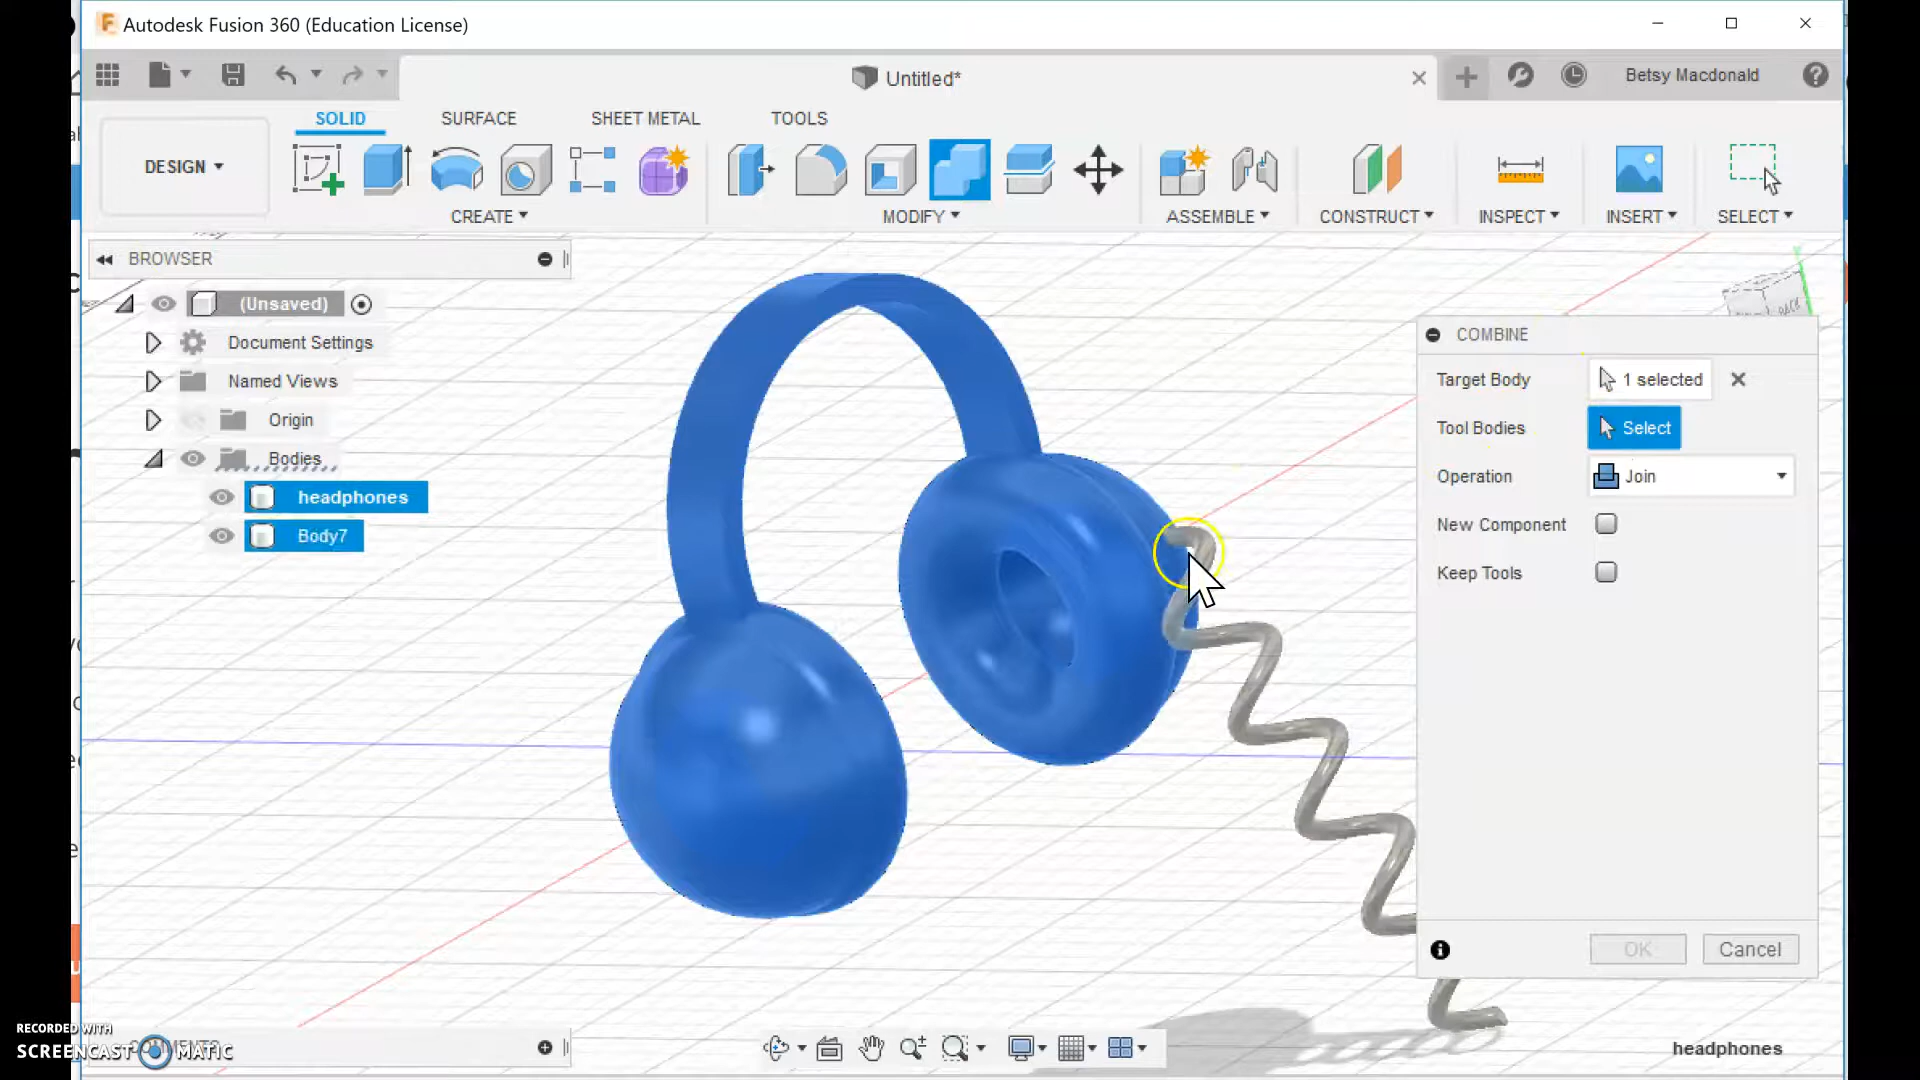 Autodesk Fusion 360 (Education License)
Untitled*
Betsy Macdonald
SOLID
SURFACE
SHEET METAL
TOOLS
DESIGN
CREATE
MODIFY
ASSEMBLE
CONSTRUCT
INSPECT
INSERT
SELECT
BROWSER
(Unsaved)
Document Settings
Named Views
Origin
Bodies
headphones
Body7
BACK
COMBINE
Target Body
1 selected
Tool Bodies
Select
Operation
Join
New Component
Keep Tools
OK
Cancel
RECORDED WITH
SCREENCAST MATIC
headphones